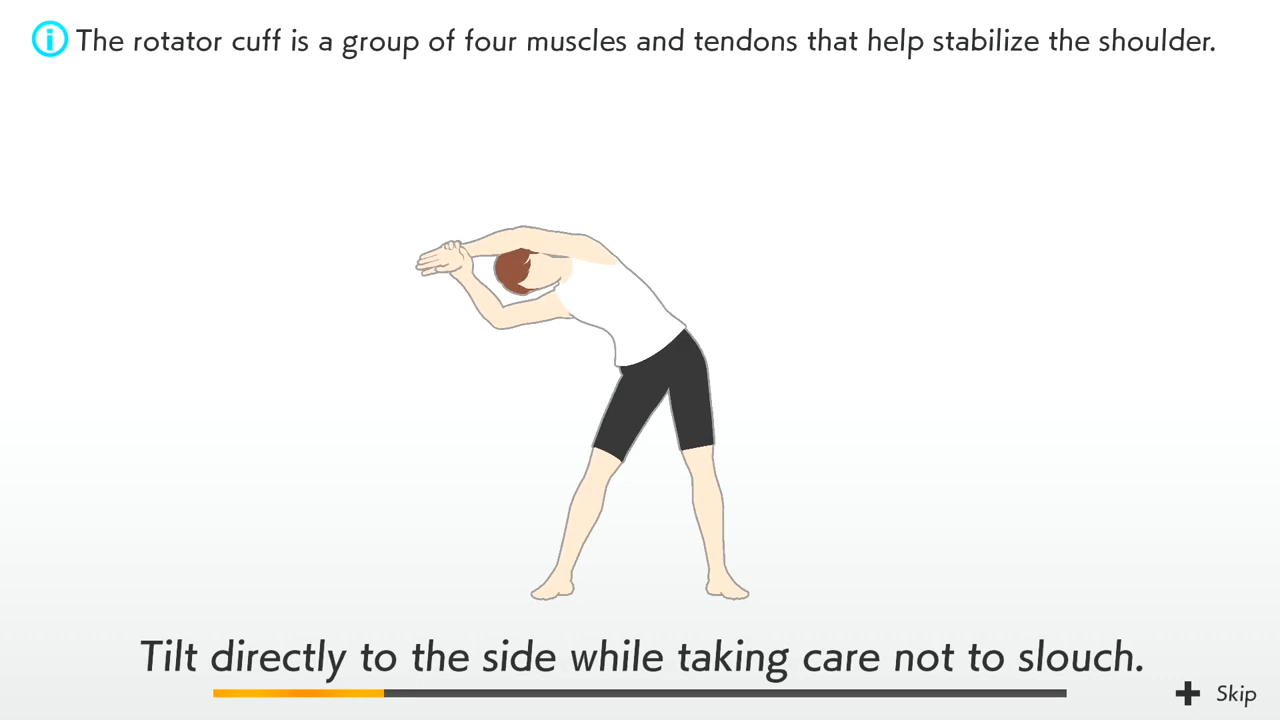 The rotator cuff is a group of four muscles and tendons that help stabilize the shoulder.
Tilt directly to the side while taking care not to slouch.
Skip